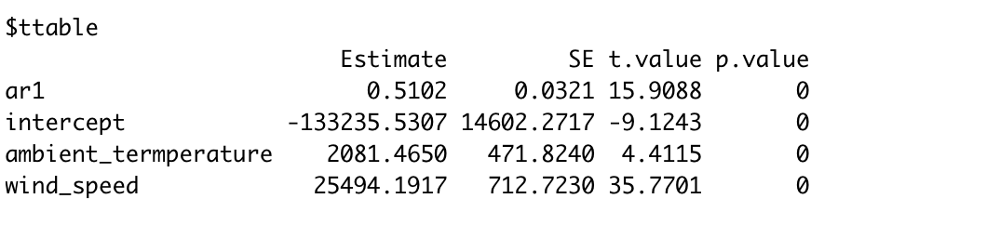 $ttable
Estimate SE t.value p.value
ar1 0.5102 0.0321 15.9088 0
intercept -133235.5307 14602.2717 -9.1243 0
ambient_termperature 2081.4650 471.8240 4.4115 0
wind_speed 25494.1917 712.7230 35.7701 0